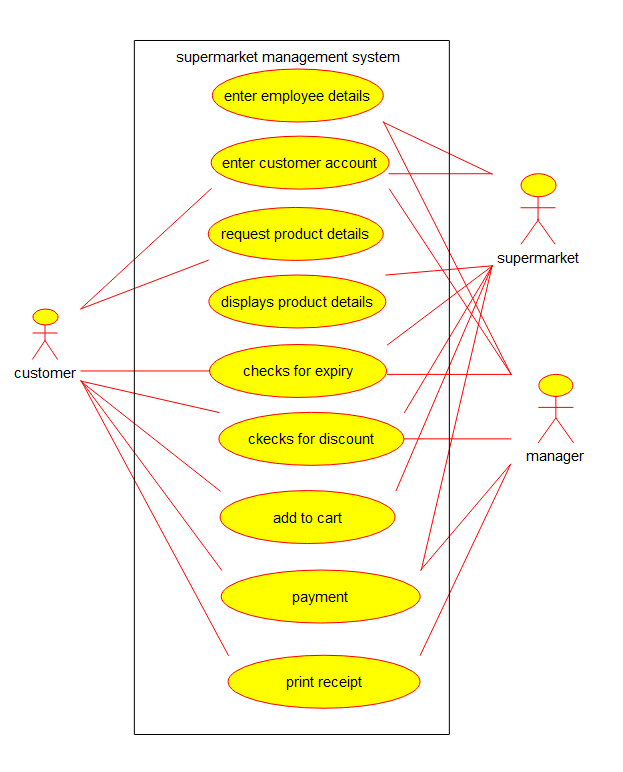 supermarket management system
enter employee details
enter customer account
request product details
supermarket
displays product details
customer
checks for expiry
ckecks for discount
manager
add to cart
payment
print receipt